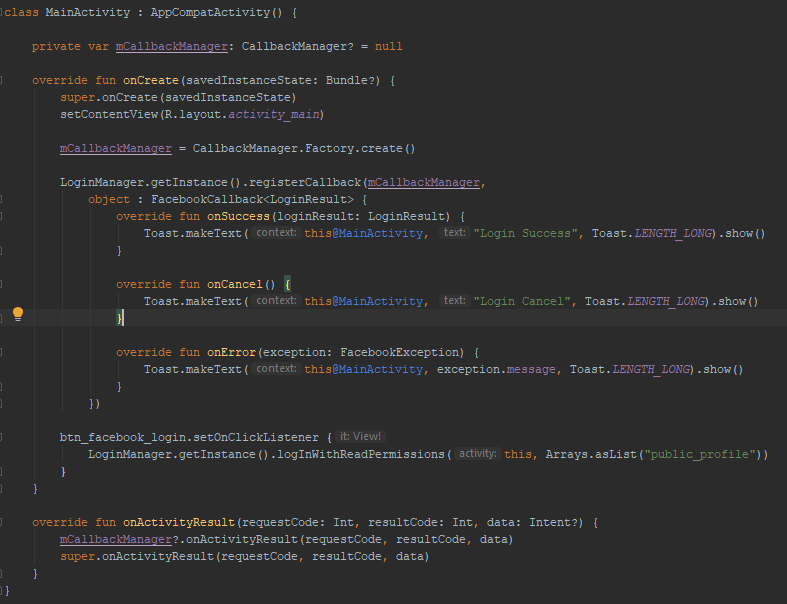 class MainActivity : AppCompatActivity() {
private var mCallbackManager: CallbackManager? = null
override fun onCreate(savedInstanceState: Bundle?) {
super.onCreate(savedInstanceState)
setContentView(R.layout.activity_main)
mCallbackManager = CallbackManager.Factory.create()
LoginManager.getInstance().registerCallback(mCallbackManager,
object : FacebookCallback<LoginResult> {
override fun onSuccess(loginResult: LoginResult) {
Toast.makeText( context: this@MainActivity, text: "Login Success", Toast.LENGTH_LONG).show()
}
override fun onCancel() {
Toast.makeText( context: this@MainActivity, text: "Login Cancel", Toast.LENGTH_LONG).show()
}
override fun onError(exception: FacebookException) {
Toast.makeText( context: this@MainActivity, exception.message, Toast.LENGTH_LONG).show()
}
})
btn_facebook_login.setOnClickListener { it: View!
LoginManager.getInstance().logInWithReadPermissions( activity: this, Arrays.asList("public_profile"))
}
}
override fun onActivityResult(requestCode: Int, resultCode: Int, data: Intent?) {
mCallbackManager?.onActivityResult(requestCode, resultCode, data)
super.onActivityResult(requestCode, resultCode, data)
}
}